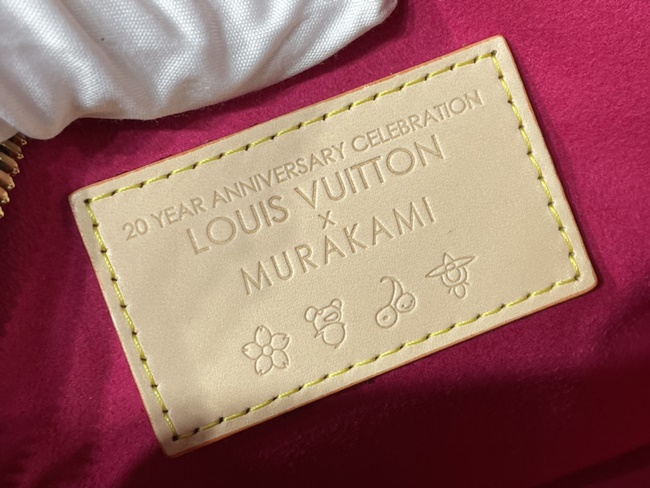 20 YEAR ANNIVERSARY CELEBRATION
LOUIS VUITTON
x
MURAKAMI